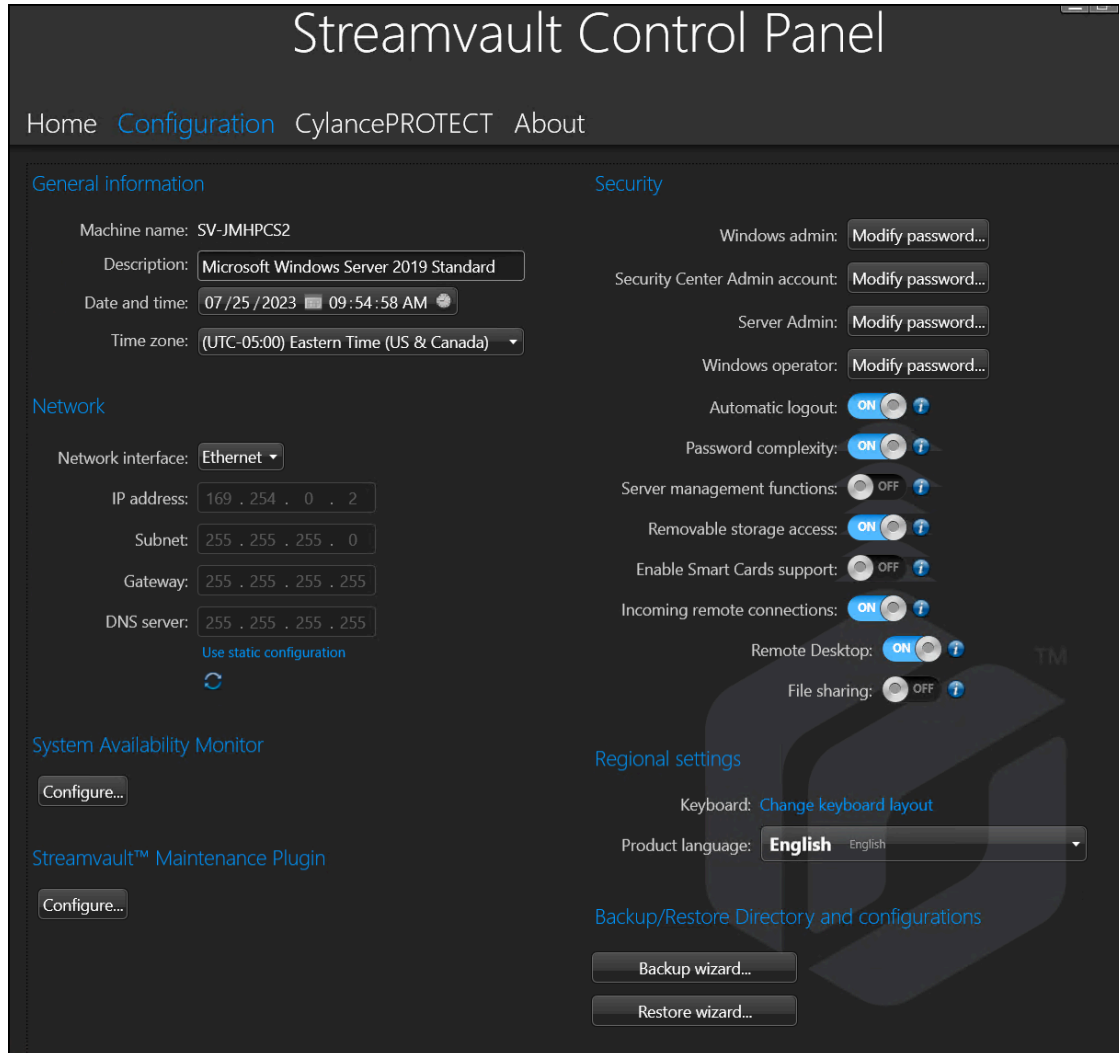 Streamvault Control Panel
Home Configuration CylancePROTECT About
General information
Machine name: SV-JMHPCS2
Description: Microsoft Windows Server 2019 Standard
Date and time: 07/25/2023 09:54:58 AM
Time zone: (UTC-05:00) Eastern Time (US & Canada)
Network
Network interface: Ethernet
IP address: 169 . 254 . 0 . 2
Subnet: 255 . 255 . 255 . 0
Gateway: 255 . 255 . 255 . 255
DNS server: 255 . 255 . 255 . 255
Use static configuration
System Availability Monitor
Configure...
Streamvault™ Maintenance Plugin
Configure...
Security
Windows admin: Modify password...
Security Center Admin account: Modify password...
Server Admin: Modify password...
Windows operator: Modify password...
Automatic logout: ON
Password complexity: ON
Server management functions: OFF
Removable storage access: ON
Enable Smart Cards support: OFF
Incoming remote connections: ON
Remote Desktop: ON
File sharing: OFF
TM
Regional settings
Keyboard: Change keyboard layout
Product language: English English
Backup/Restore Directory and configurations
Backup wizard...
Restore wizard...